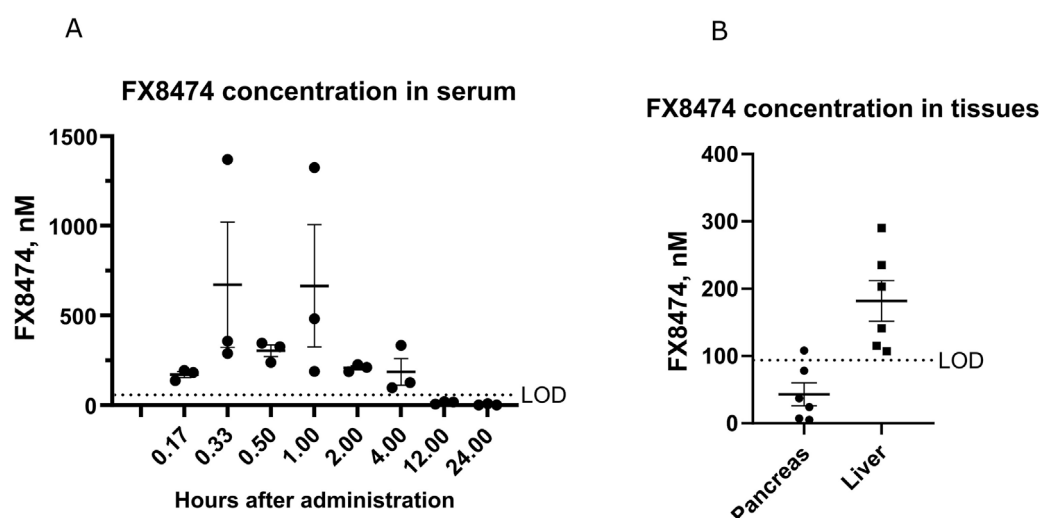 A
FX8474 concentration in serum
1500
1000
500
0
FX8474, nM
LOD
0.17
0.33
0.50
1.00
2.00
4.00
12.00
24.00
Hours after administration
B
FX8474 concentration in tissues
400
300
200
100
0
FX8474, nM
LOD
Pancreas
Liver